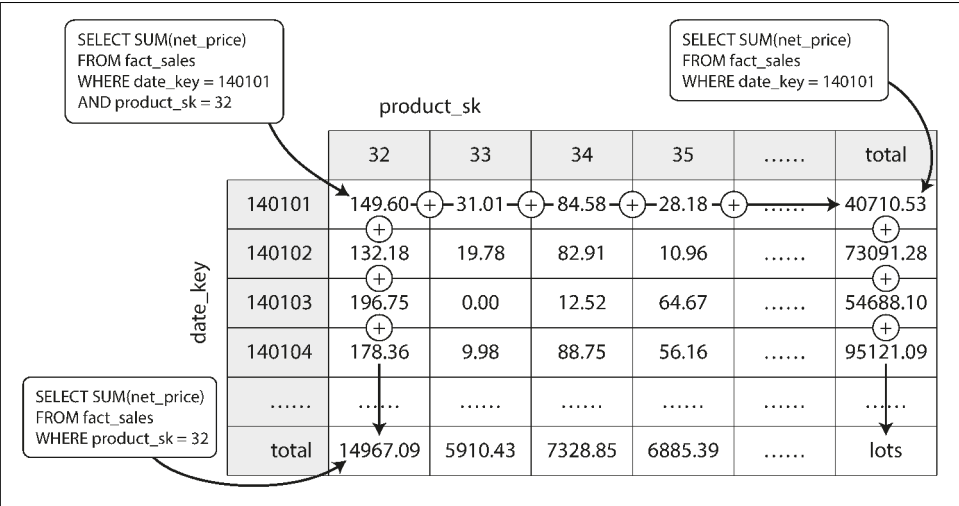 SELECT SUM(net_price)
FROM fact_sales
WHERE date_key = 140101
AND product_sk = 32
SELECT SUM(net_price)
FROM fact_sales
WHERE date_key = 140101
product_sk
32 33 34 35 ...... total
140101 149.60 + 31.01 + 84.58 + 28.18 + ...... 40710.53
+ +
140102 132.18 19.78 82.91 10.96 ...... 73091.28
+ +
date_key
140103 196.75 0.00 12.52 64.67 ...... 54688.10
+ +
140104 178.36 9.98 88.75 56.16 ...... 95121.09
...... ...... ...... ...... ...... ...... ......
total 14967.09 5910.43 7328.85 6885.39 ...... lots
SELECT SUM(net_price)
FROM fact_sales
WHERE product_sk = 32